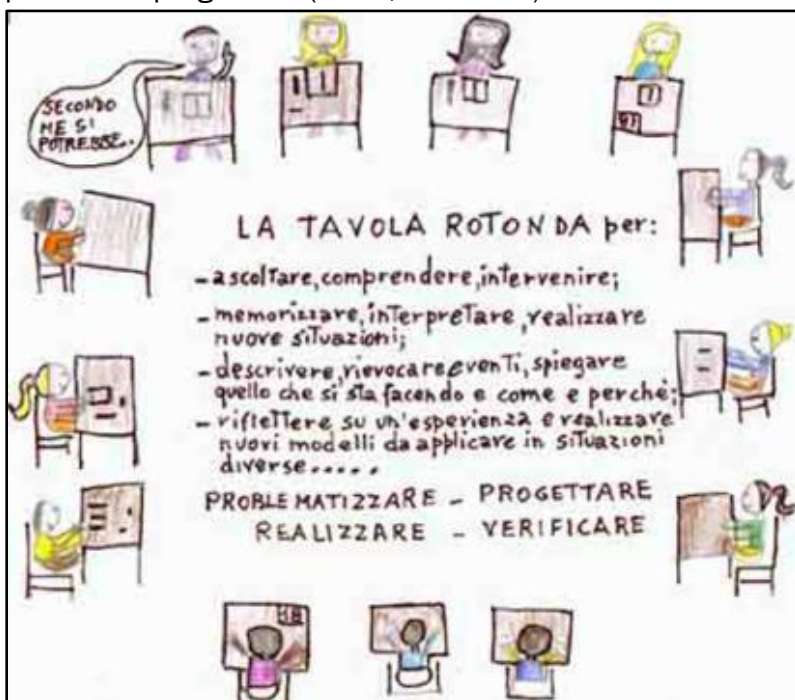 SECONDO
ME SI
POTREBBE..
LA TAVOLA ROTONDA per:
- ascoltare, comprendere, intervenire;
- memorizzare, interpretare, realizzare
nuove situazioni;
- descrivere, rievocare eventi, spiegare
quello che si sta facendo e come e perché;
- riflettere su un'esperienza e realizzare
nuovi modelli da applicare in situazioni
diverse.....
PROBLEMATIZZARE - PROGETTARE
REALIZZARE - VERIFICARE